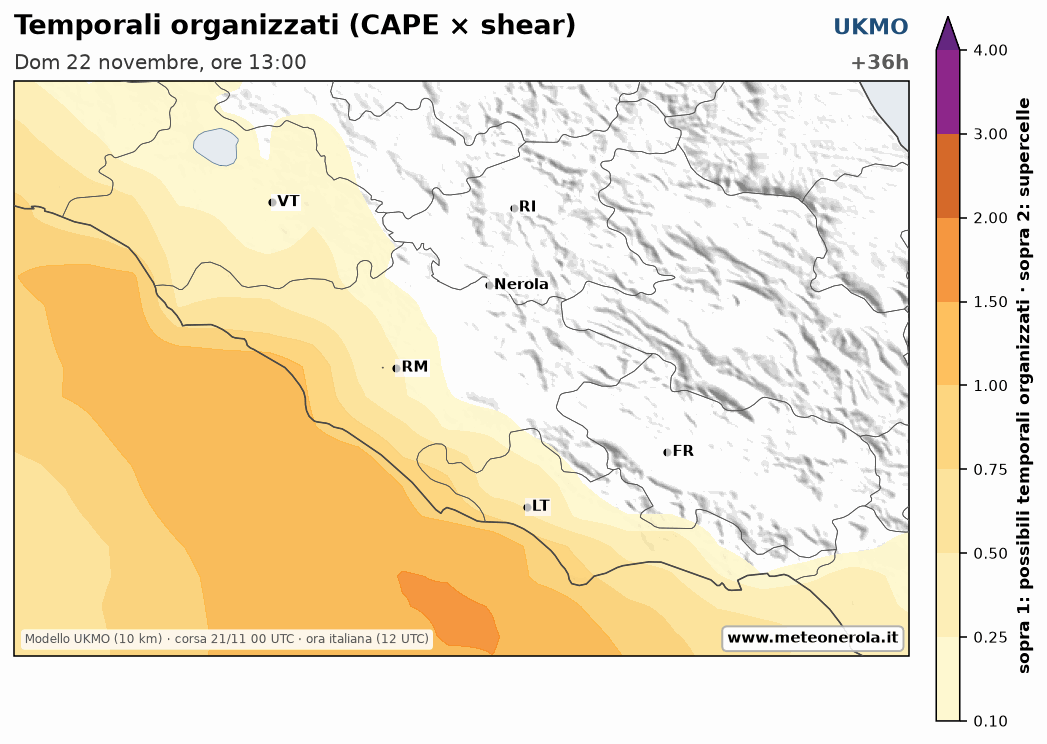 Temporali organizzati (CAPE × shear)
UKMO
Dom 22 novembre, ore 13:00
+36h
4.00
3.00
2.00
1.50
1.00
0.75
0.50
0.25
0.10
sopra 1: possibili temporali organizzati · sopra 2: supercelle
VT
RI
Nerola
RM
FR
LT
Modello UKMO (10 km) · corsa 21/11 00 UTC · ora italiana (12 UTC)
www.meteonerola.it